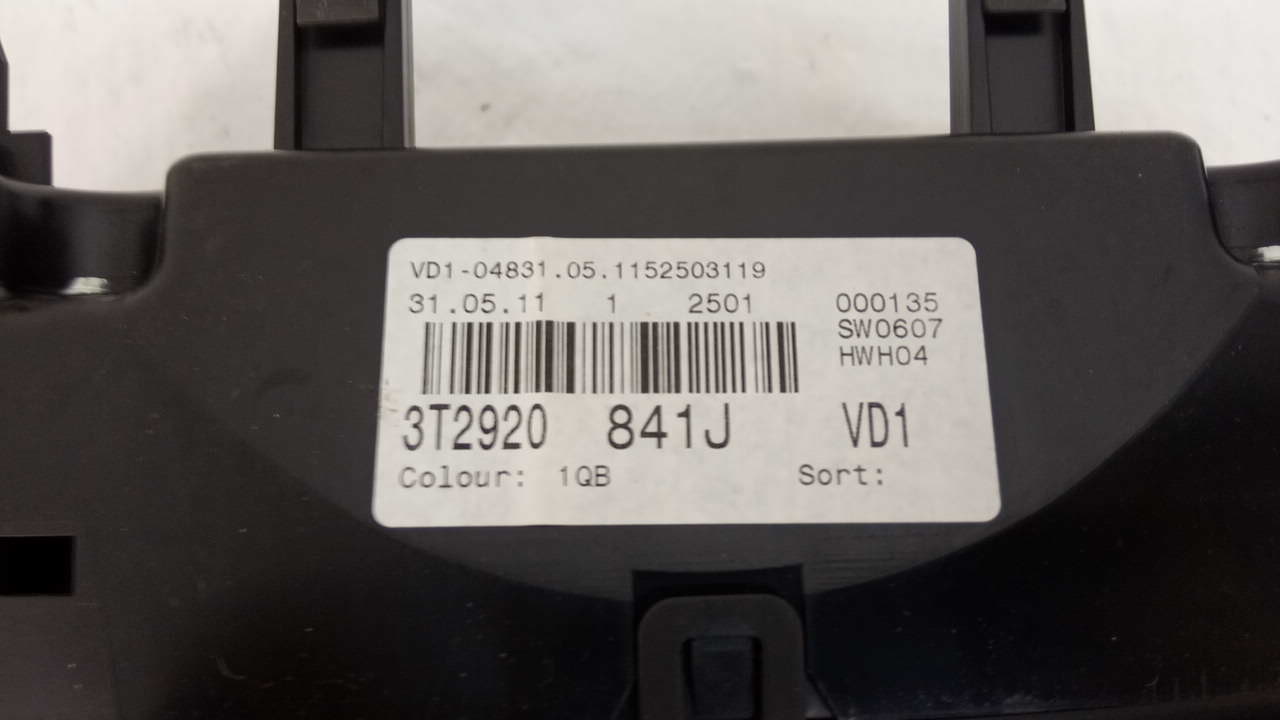 VD1-04831.05.1152503119
31.05.11 1 2501 000135
SW0607
HWH04
3T2920 841J VD1
Colour: 1QB Sort: